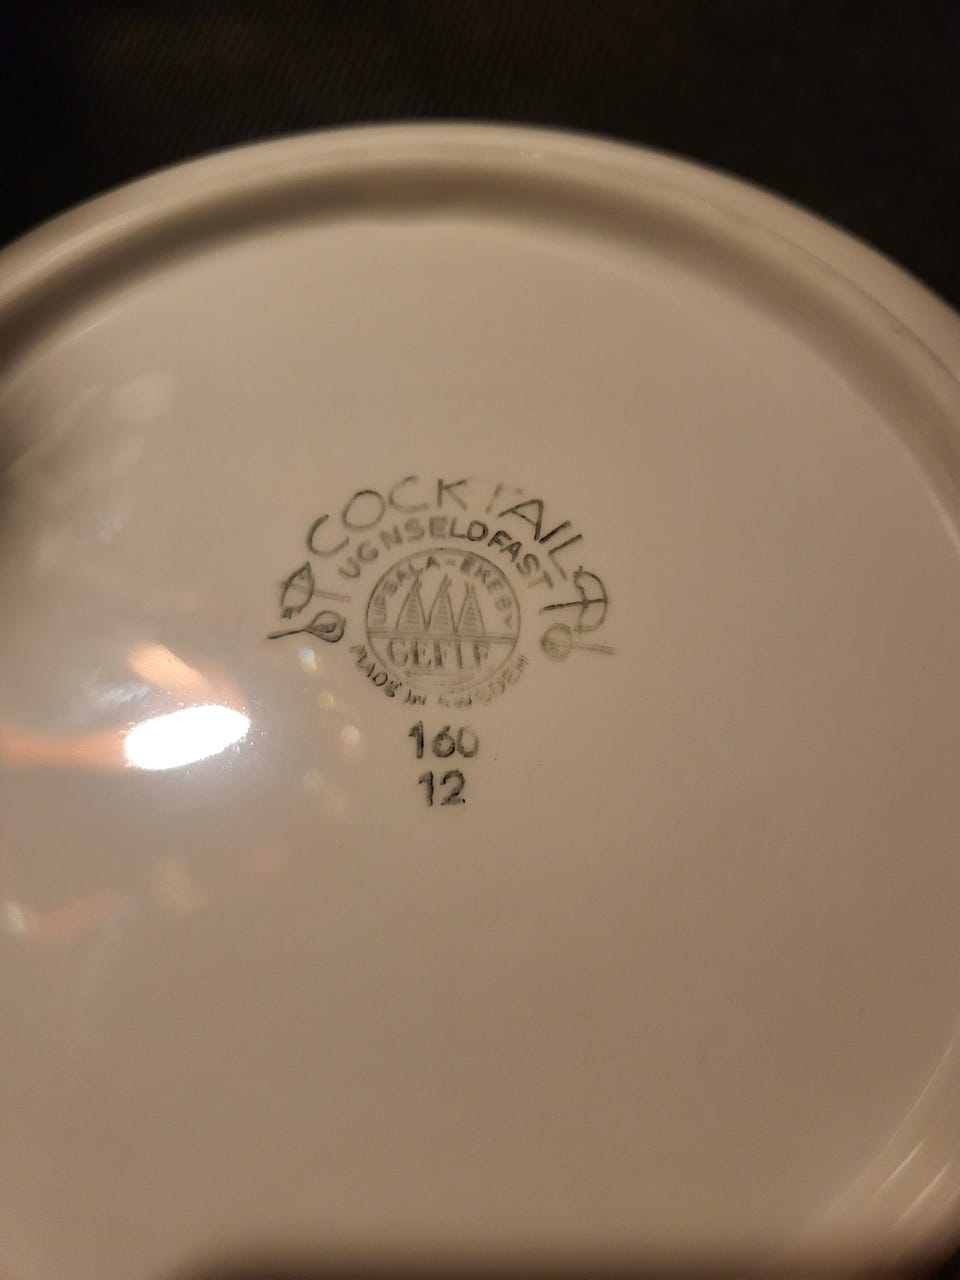 COCKTAIL
UGNSELDFAST
UPSALA-EKEBY
GEFLE
MADE IN SWEDEN
160
12